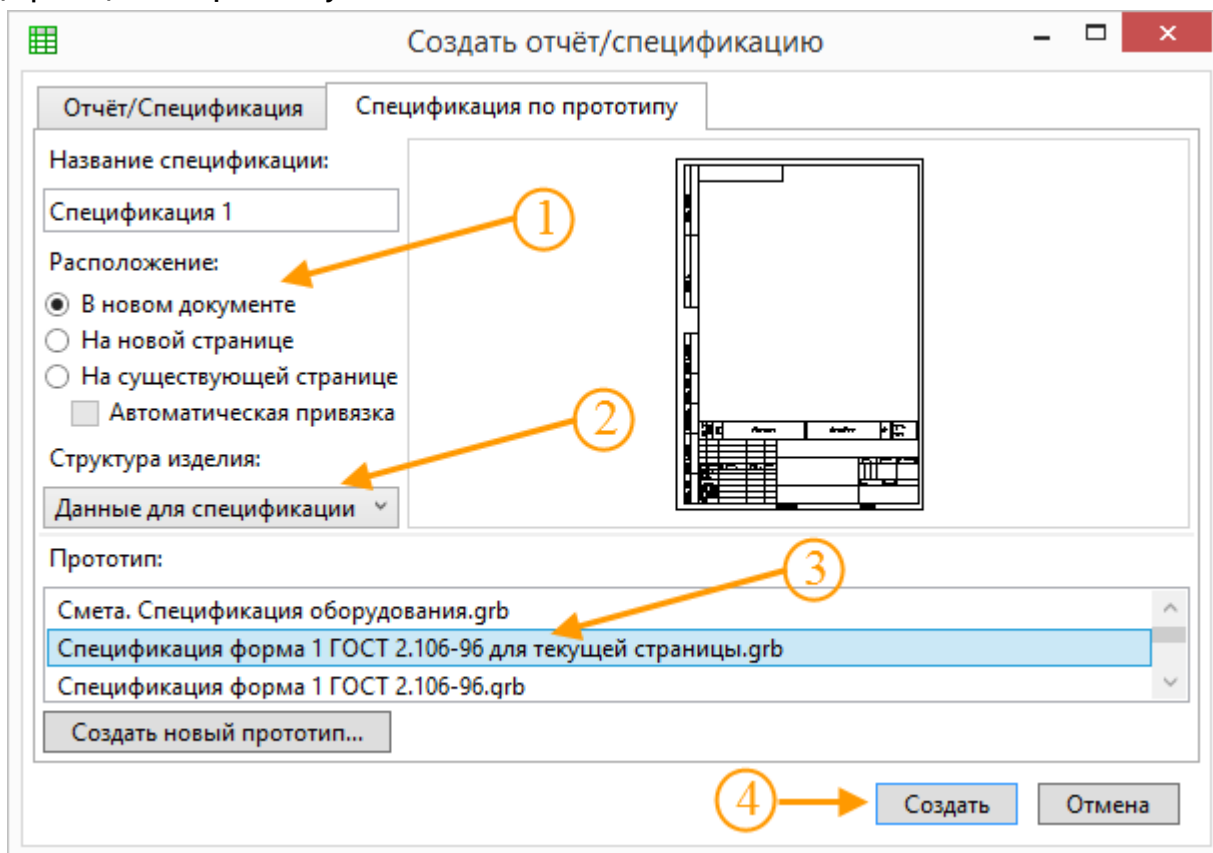 Создать отчёт/спецификацию
Отчёт/Спецификация
Спецификация по прототипу
Название спецификации:
Спецификация 1
1
Расположение:
В новом документе
На новой странице
На существующей странице
Автоматическая привязка
2
Структура изделия:
Данные для спецификации
Прототип:
3
Смета. Спецификация оборудования.grb
Спецификация форма 1 ГОСТ 2.106-96 для текущей страницы.grb
Спецификация форма 1 ГОСТ 2.106-96.grb
Создать новый прототип...
4
Создать
Отмена